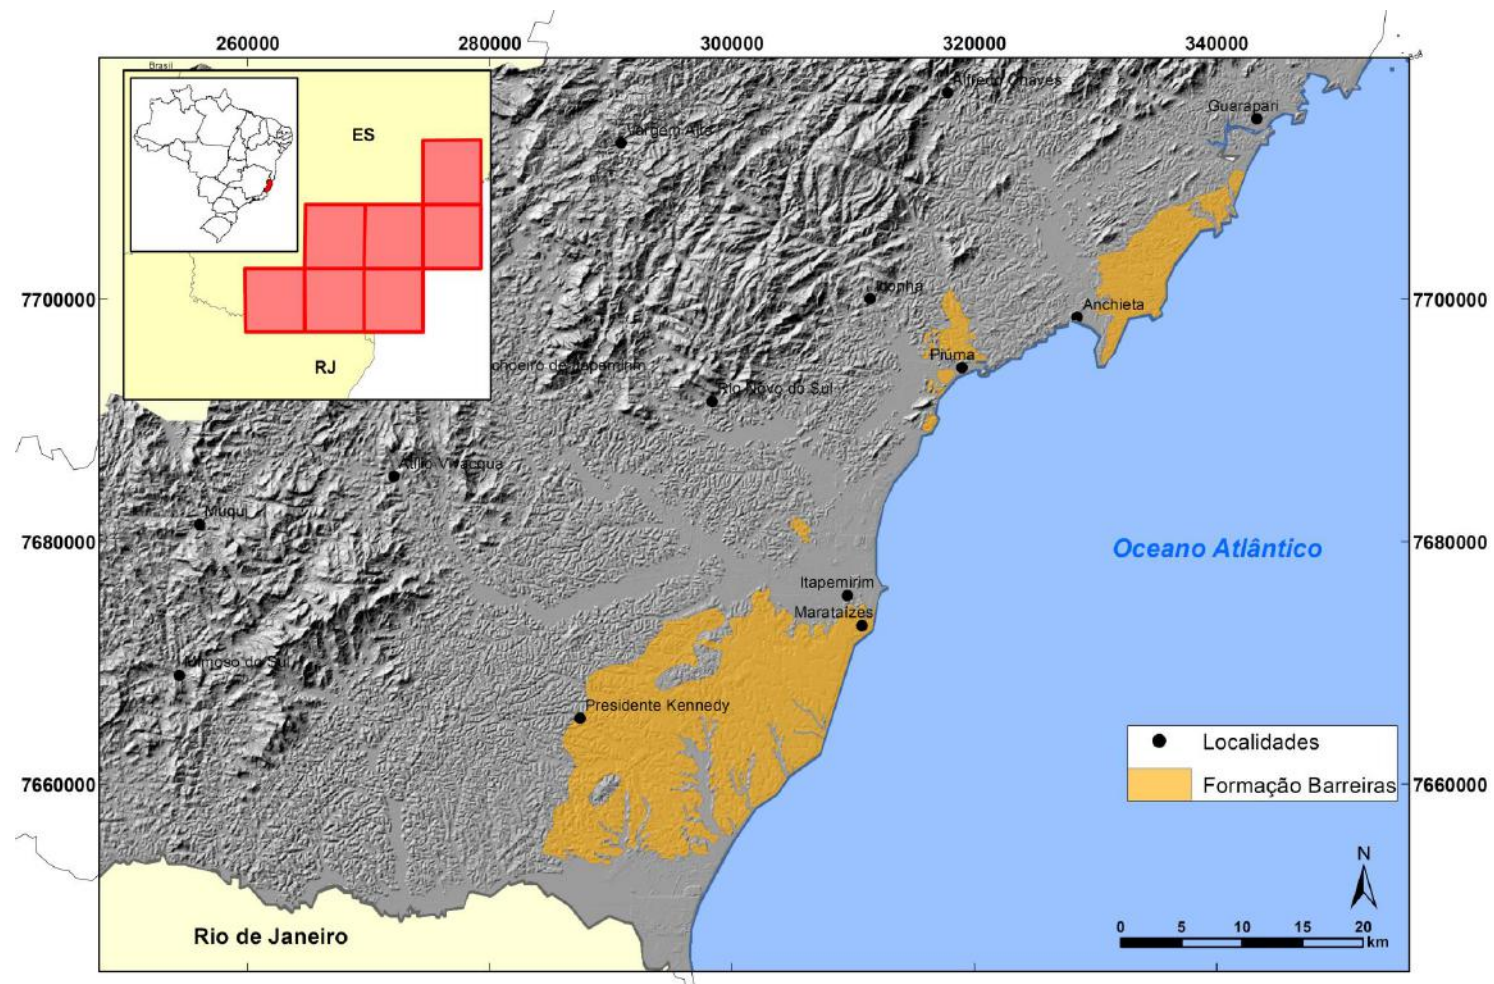 260000
280000
300000
320000
340000
Brasil
ES
RJ
Alfredo Chaves
Guarapari
Vargem Alta
7700000
7700000
Iconha
Anchieta
Piúma
Rio Novo do Sul
Atílio Vivacqua
Muqui
7680000
7680000
Oceano Atlântico
Itapemirim
Marataízes
Mimoso do Sul
Presidente Kennedy
Localidades
Formação Barreiras
7660000
7660000
N
0 5 10 15 20
km
Rio de Janeiro